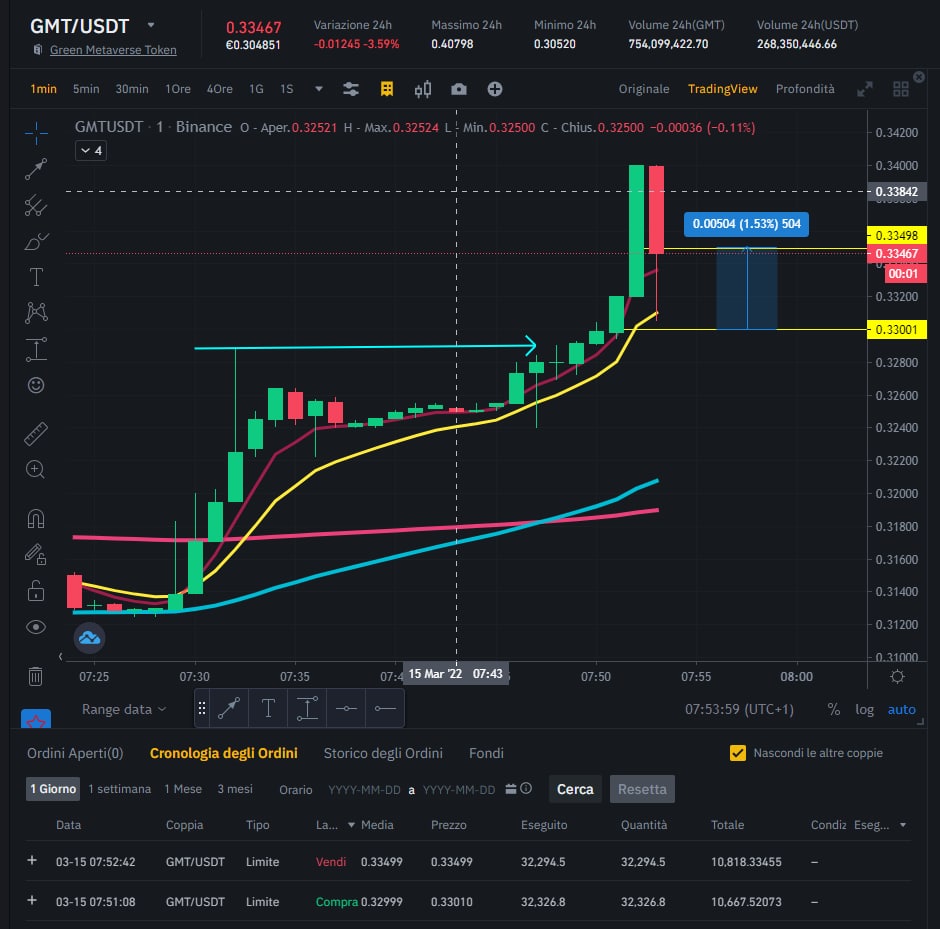 GMT/USDT
Green Metaverse Token
0.33467
€0.304851
Variazione 24h
-0.01245 -3.59%
Massimo 24h
0.40798
Minimo 24h
0.30520
Volume 24h(GMT)
754,099,422.70
Volume 24h(USDT)
268,350,446.66
1min 5min 30min 1Ore 4Ore 1G 1S
Originale TradingView Profondità
GMTUSDT · 1 · Binance O - Aper.0.32521 H - Max.0.32524 L - Min.0.32500 C - Chius.0.32500 −0.00036 (−0.11%)
4
0.34200
0.34000
0.33842
0.00504 (1.53%) 504
0.33498
0.33467
00:01
0.33200
0.33001
0.32800
0.32600
0.32400
0.32200
0.32000
0.31800
0.31600
0.31400
0.31200
0.31000
07:25 07:30 07:35 15 Mar '22 07:43 07:50 07:55 08:00
Range data
T
07:53:59 (UTC+1) % log auto
Ordini Aperti(0) Cronologia degli Ordini Storico degli Ordini Fondi
Nascondi le altre coppie
1 Giorno 1 settimana 1 Mese 3 mesi Orario YYYY-MM-DD a YYYY-MM-DD Cerca Resetta
Data Coppia Tipo La... Media Prezzo Eseguito Quantità Totale Condiz Eseg...
+ 03-15 07:52:42 GMT/USDT Limite Vendi 0.33499 0.33499 32,294.5 32,294.5 10,818.33455 –
+ 03-15 07:51:08 GMT/USDT Limite Compra 0.32999 0.33010 32,326.8 32,326.8 10,667.52073 –